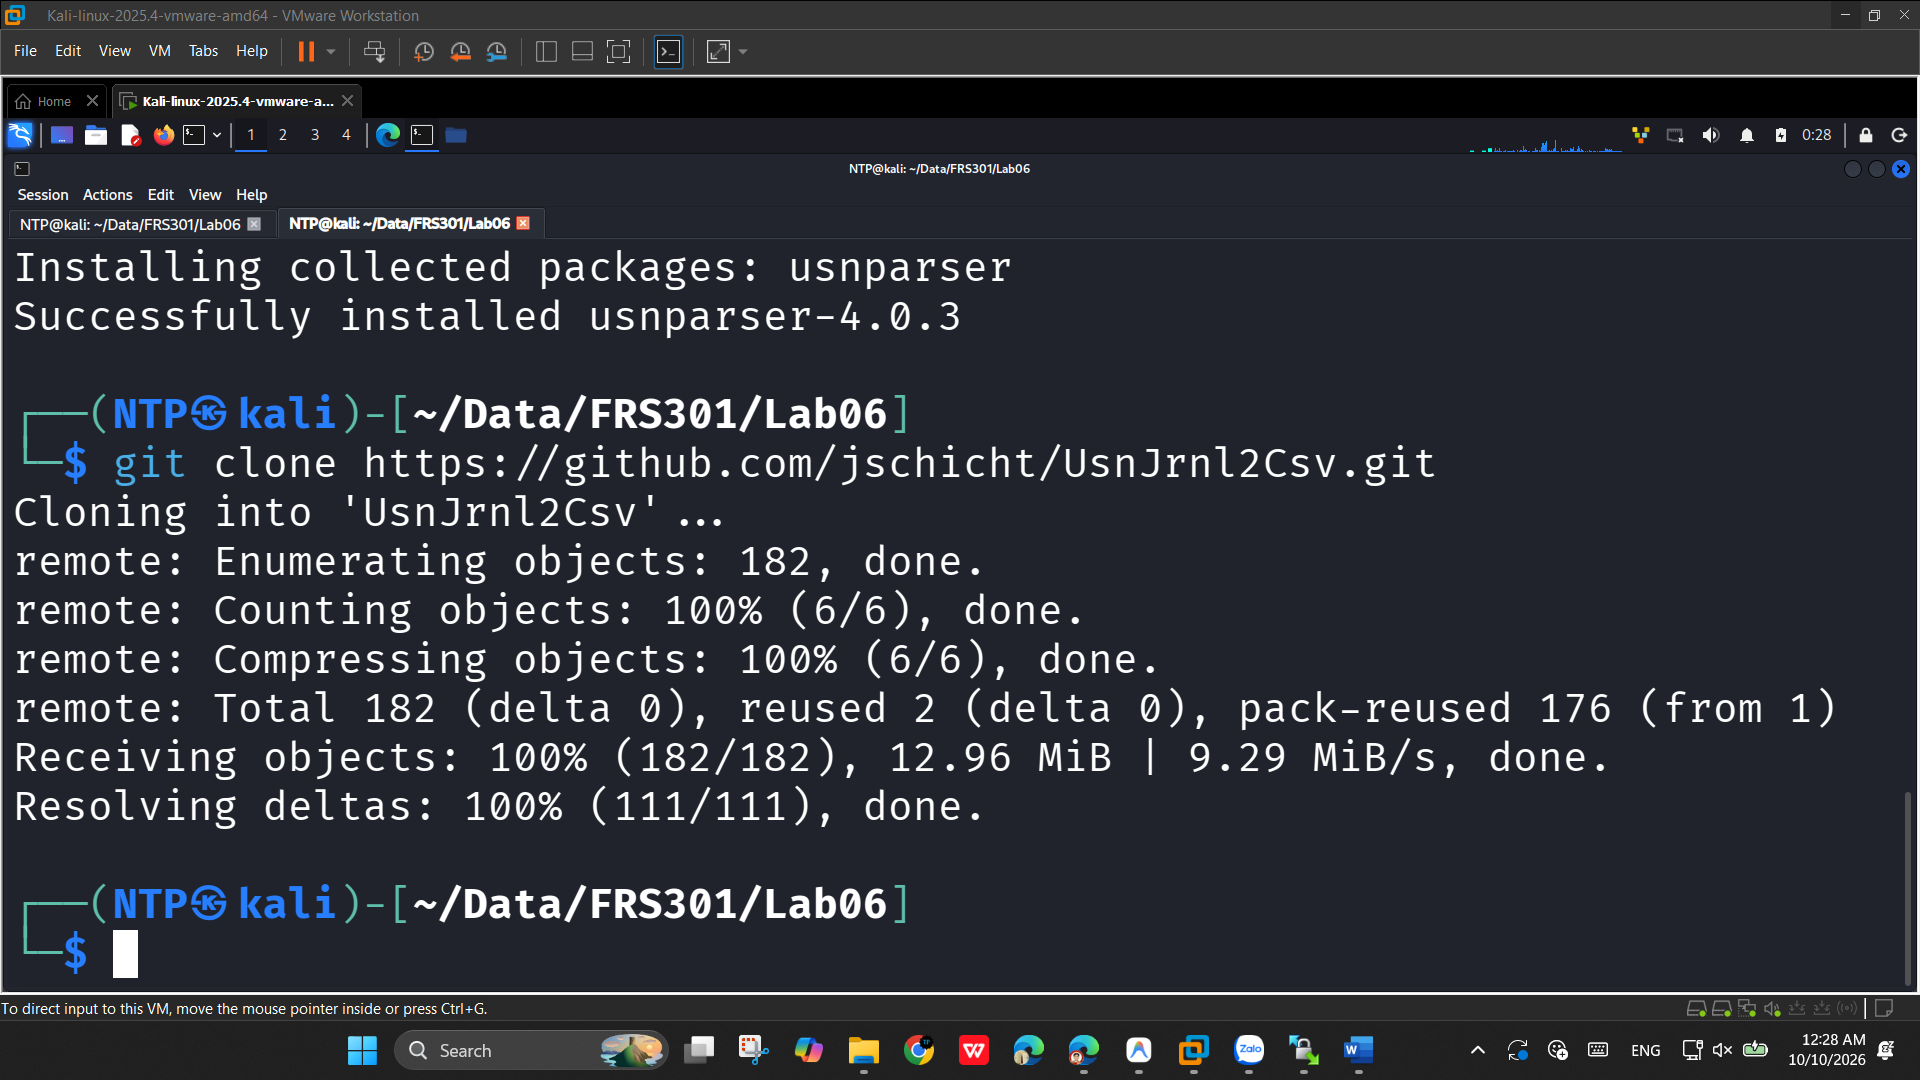 Kali-linux-2025.4-vmware-amd64 - VMware Workstation
File Edit View VM Tabs Help
Home Kali-linux-2025.4-vmware-a...
1 2 3 4 0:28
NTP@kali: ~/Data/FRS301/Lab06
Session Actions Edit View Help
NTP@kali: ~/Data/FRS301/Lab06 NTP@kali: ~/Data/FRS301/Lab06
Installing collected packages: usnparser
Successfully installed usnparser-4.0.3
┌──(NTP㉿kali)-[~/Data/FRS301/Lab06]
└─$ git clone https://github.com/jschicht/UsnJrnl2Csv.git
Cloning into 'UsnJrnl2Csv'...
remote: Enumerating objects: 182, done.
remote: Counting objects: 100% (6/6), done.
remote: Compressing objects: 100% (6/6), done.
remote: Total 182 (delta 0), reused 2 (delta 0), pack-reused 176 (from 1)
Receiving objects: 100% (182/182), 12.96 MiB | 9.29 MiB/s, done.
Resolving deltas: 100% (111/111), done.
┌──(NTP㉿kali)-[~/Data/FRS301/Lab06]
└─$
To direct input to this VM, move the mouse pointer inside or press Ctrl+G.
Search Zalo ENG 12:28 AM
10/10/2026